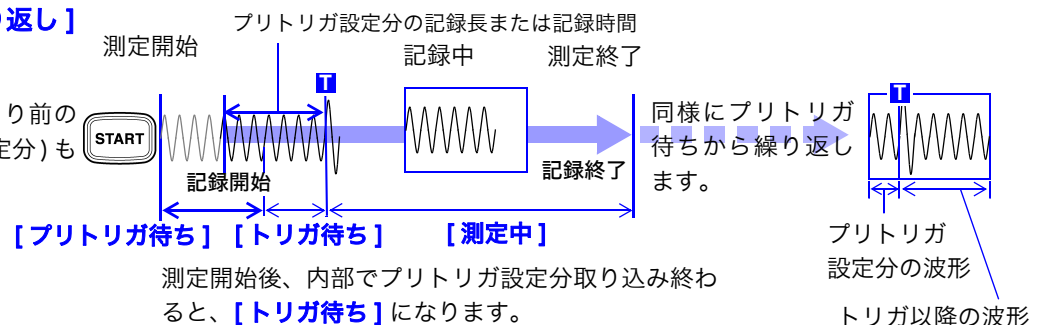 り返し ]
プリトリガ設定分の記録長または記録時間
測定開始
記録中
測定終了
T
り前の
定分 ) も
START
記録開始
記録終了
同様にプリトリガ
待ちから繰り返し
ます。
T
[ プリトリガ待ち ]
[ トリガ待ち ]
[ 測定中 ]
プリトリガ
設定分の波形
トリガ以降の波形
測定開始後、内部でプリトリガ設定分取り込み終わ
ると、[ トリガ待ち ] になります。